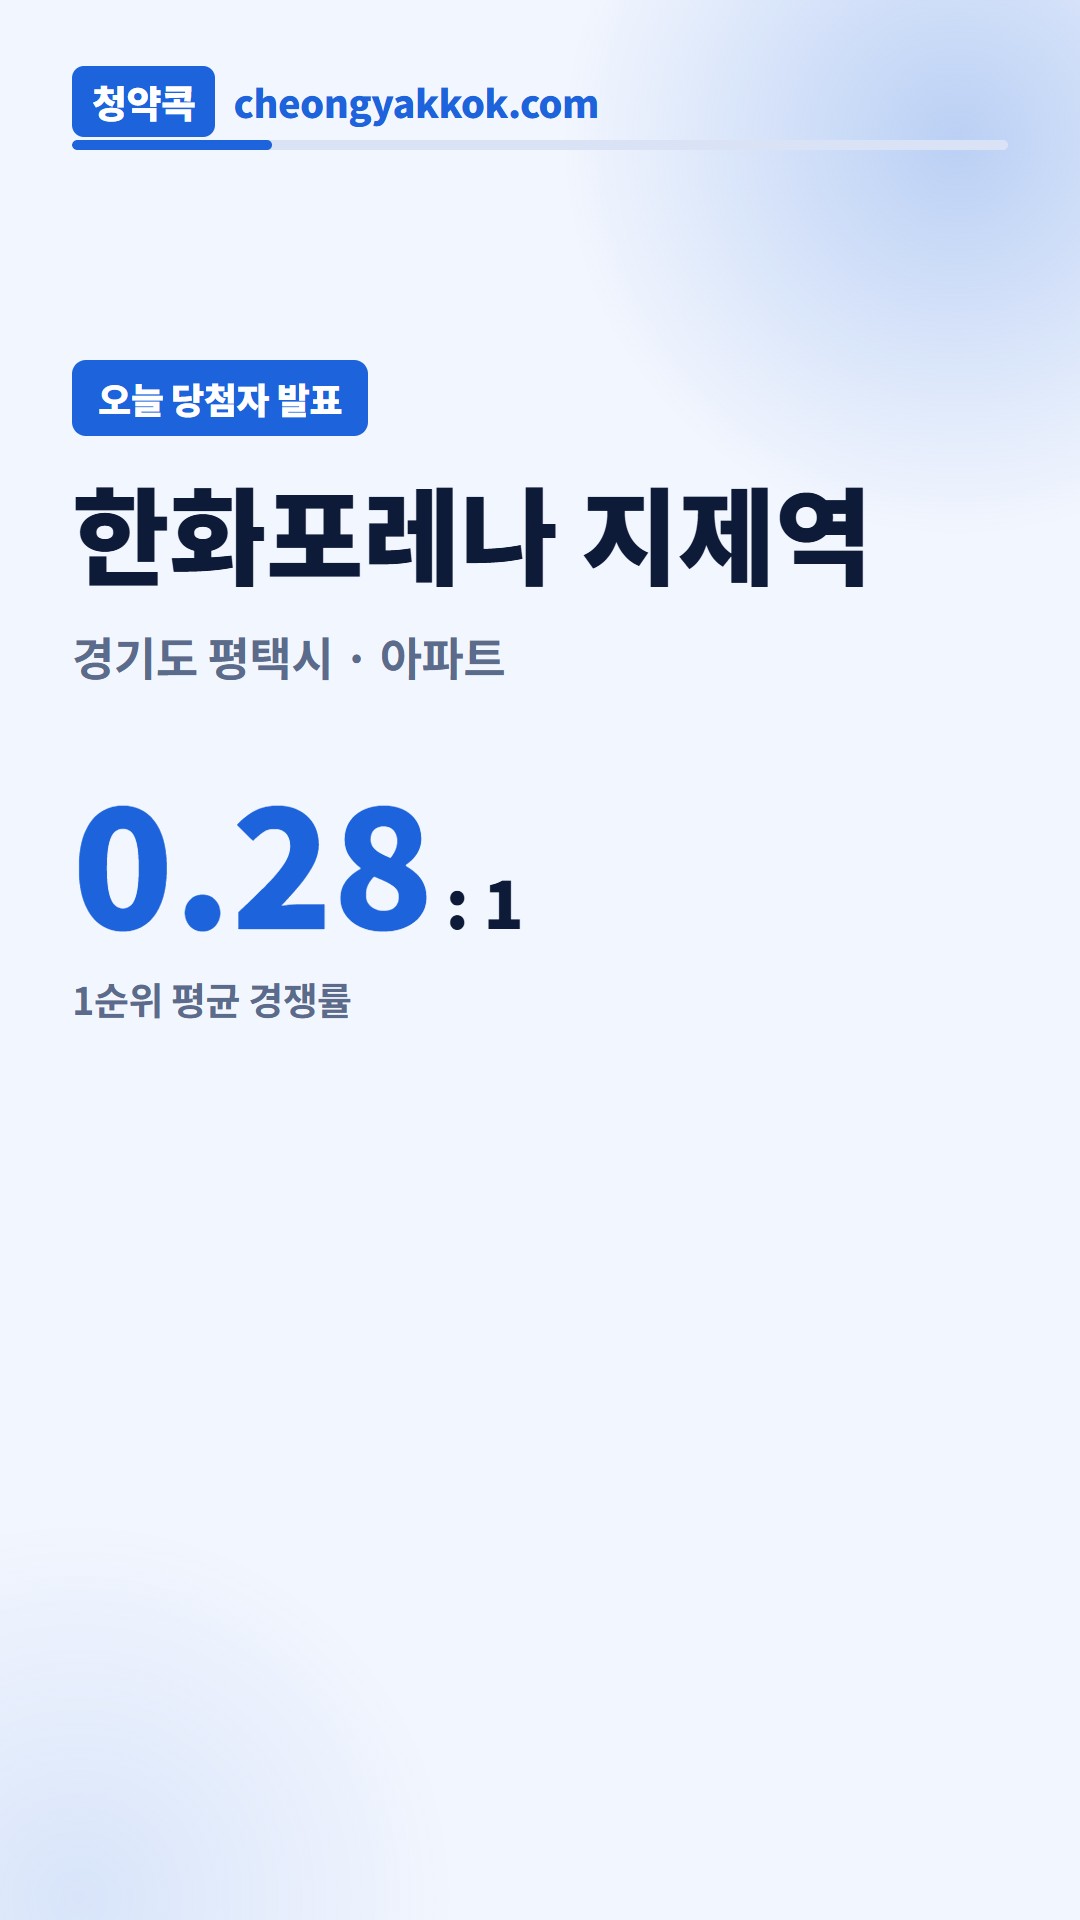 청약콕 cheongyakkok.com
오늘 당첨자 발표
한화포레나 지제역
경기도 평택시 · 아파트
0.28 : 1
1순위 평균 경쟁률